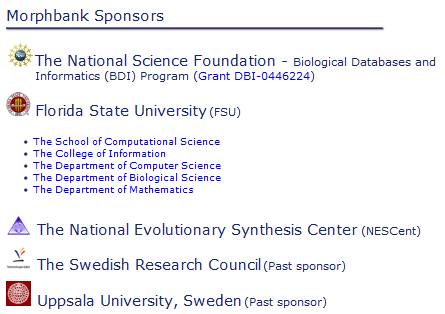 Morphbank Sponsors
The National Science Foundation - Biological Databases and
Informatics (BDI) Program (Grant DBI-0446224)
Florida State University (FSU)
The School of Computational Science
The College of Information
The Department of Computer Science
The Department of Biological Science
The Department of Mathematics
The National Evolutionary Synthesis Center (NESCent)
The Swedish Research Council (Past sponsor)
Uppsala University, Sweden (Past sponsor)